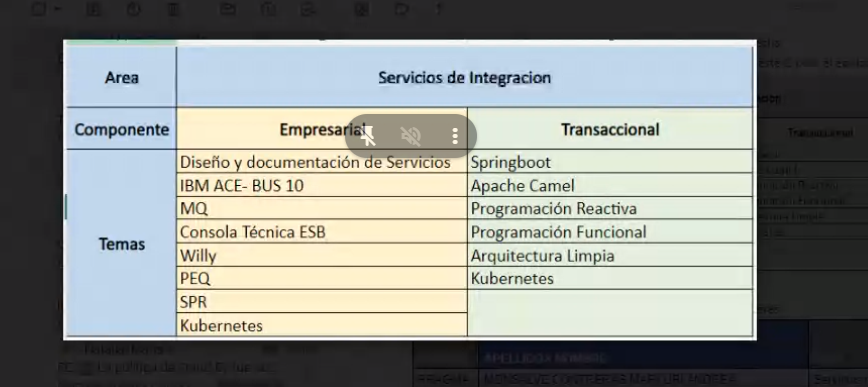 Area Servicios de Integracion
Componente Empresarial Transaccional
Temas
Diseño y documentación de Servicios Springboot
IBM ACE- BUS 10 Apache Camel
MQ Programación Reactiva
Consola Técnica ESB Programación Funcional
Willy Arquitectura Limpia
PEQ Kubernetes
SPR
Kubernetes